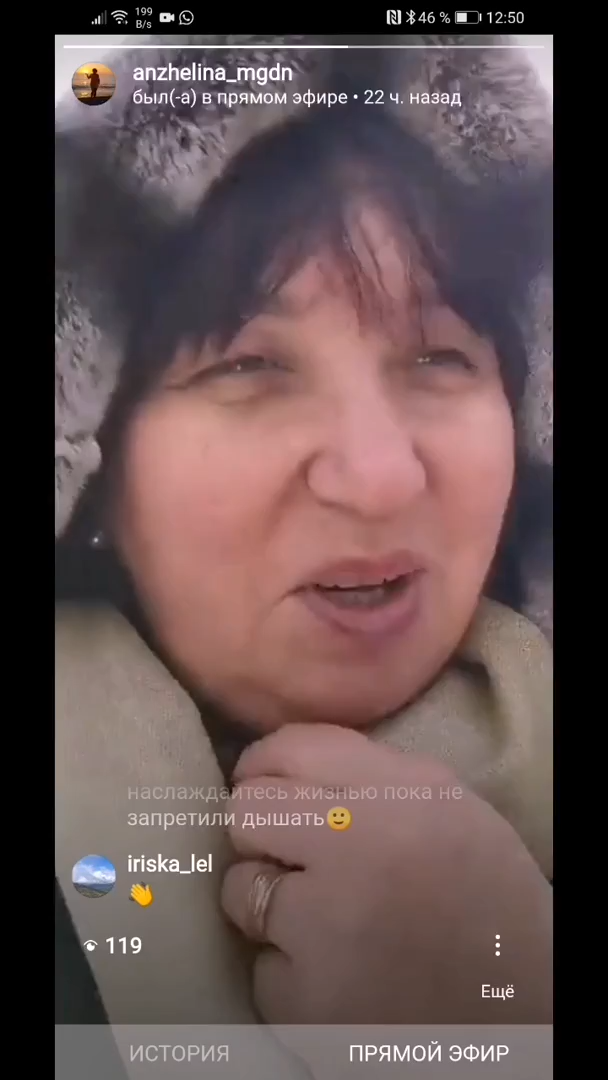 199
B/s
46 %
12:50
anzhelina_mgdn
был(-а) в прямом эфире • 22 ч. назад
наслаждайтесь жизнью пока не
запретили дышать🙂
iriska_lel
👏
119
Ещё
ИСТОРИЯ
ПРЯМОЙ ЭФИР